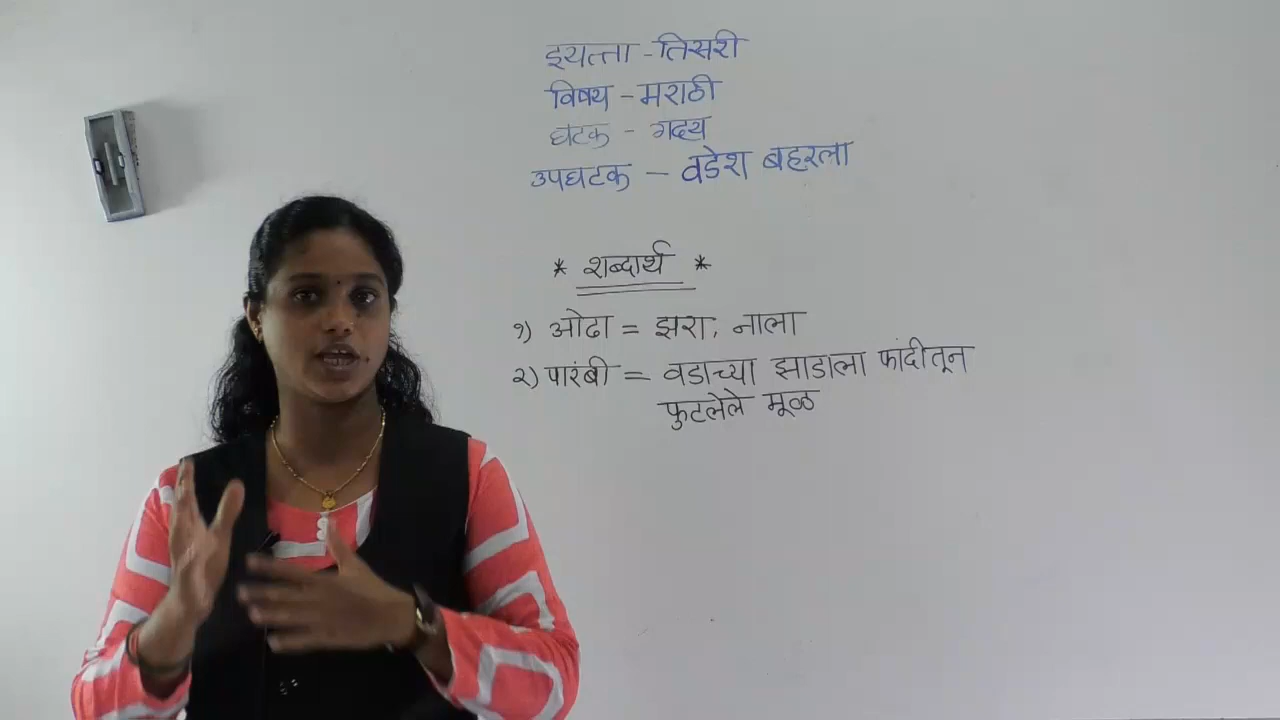 इयत्ता - तिसरी
विषय - मराठी
घटक - गद्य
उपघटक - वडेश बहरला
* शब्दार्थ *
१) ओढा = झरा, नाला
२) पारंबी = वडाच्या झाडाला फांदीतून
फुटलेले मूळ